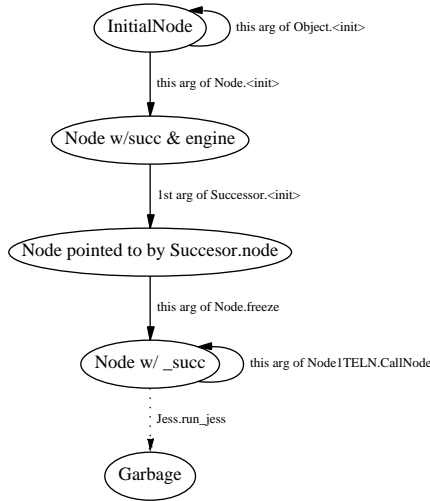 InitialNode
this arg of Object.<init>
this arg of Node.<init>
Node w/succ & engine
1st arg of Successor.<init>
Node pointed to by Succesor.node
this arg of Node.freeze
Node w/ _succ
this arg of Node1TELN.CallNode
Jess.run_jess
Garbage